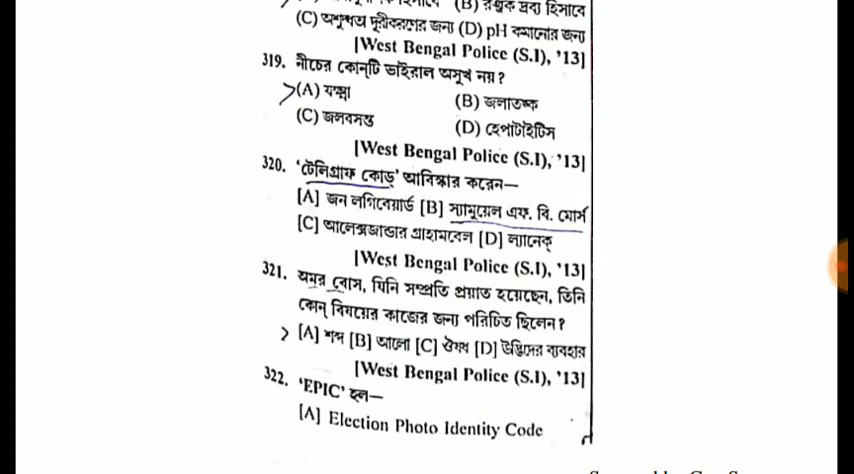 (B) রঞ্জক দ্রব্য হিসাবে
(C) অশুদ্ধতা দূরীকরণের জন্য (D) pH কমানোর জন্য
[West Bengal Police (S.I), ’13]
319. নীচের কোন্‌টি ভাইরাল অসুখ নয় ?
(A) যক্ষ্মা (B) জলাতঙ্ক
(C) জলবসন্ত (D) হেপাটাইটিস
[West Bengal Police (S.I), ’13]
320. ‘টেলিগ্রাফ কোড্’ আবিস্কার করেন—
[A] জন লগিবেয়ার্ড [B] স্যামুয়েল এফ. বি. মোর্স
[C] আলেক্সজান্ডার গ্রাহামবেল [D] ল্যানেক্
[West Bengal Police (S.I), ’13]
321. অমর বোস, যিনি সম্প্রতি প্রয়াত হয়েছেন, তিনি
কোন্ বিষয়ের কাজের জন্য পরিচিত ছিলেন ?
[A] শব্দ [B] আলো [C] ঔষধ [D] উদ্ভিদের ব্যবহার
[West Bengal Police (S.I), ’13]
322. ‘EPIC’ হল—
[A] Election Photo Identity Code